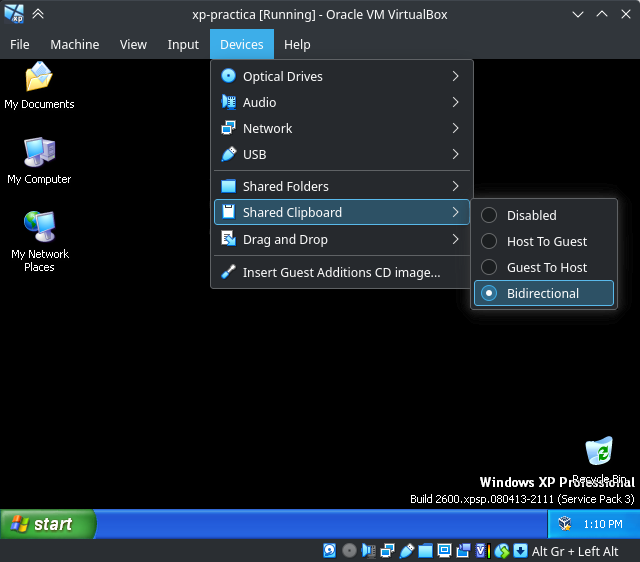 xp-practica [Running] - Oracle VM VirtualBox
File Machine View Input Devices Help
Optical Drives
Audio
Network
USB
Shared Folders
Shared Clipboard
Drag and Drop
Insert Guest Additions CD image...
Disabled
Host To Guest
Guest To Host
Bidirectional
My Documents
My Computer
My Network
Places
Recycle Bin
Windows XP Professional
Build 2600.xpsp.080413-2111 (Service Pack 3)
start
1:10 PM
Alt Gr + Left Alt